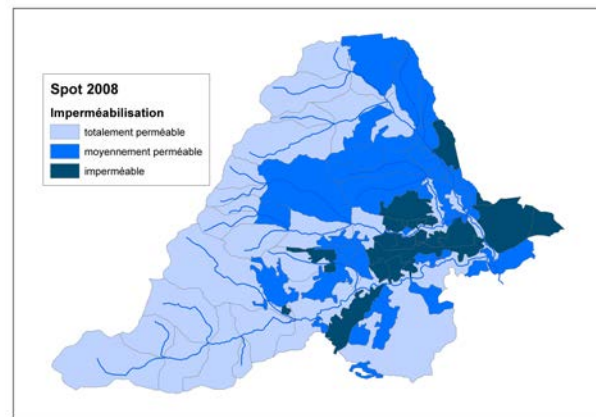 Spot 2008
Imperméabilisation
totalement perméable
moyennement perméable
imperméable